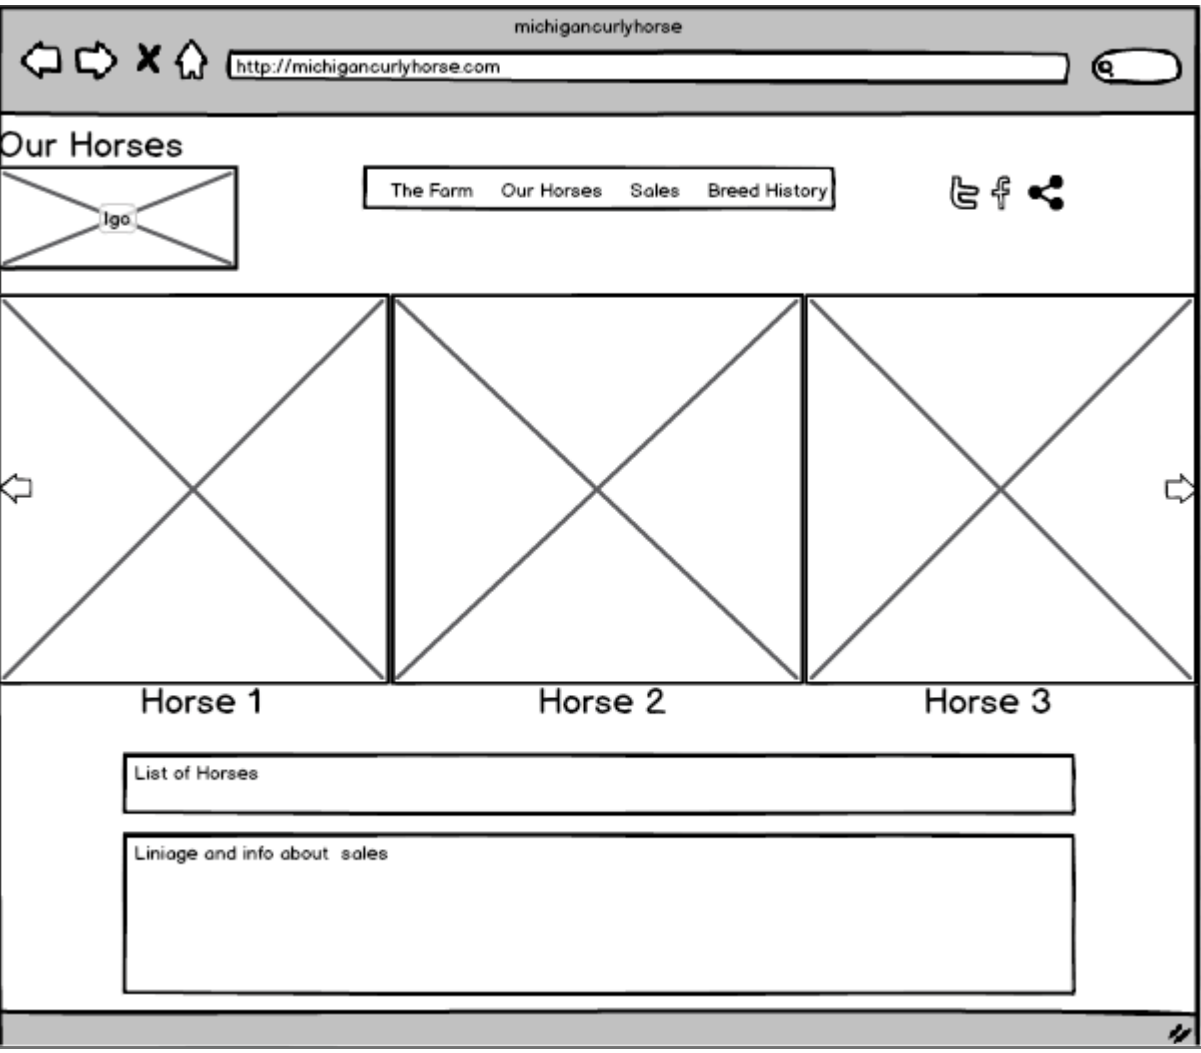 michigancurlyhorse
http://michigancurlyhorse.com
Our Horses
The Farm Our Horses Sales Breed History
lgo
Horse 1 Horse 2 Horse 3
List of Horses
Liniage and info about sales